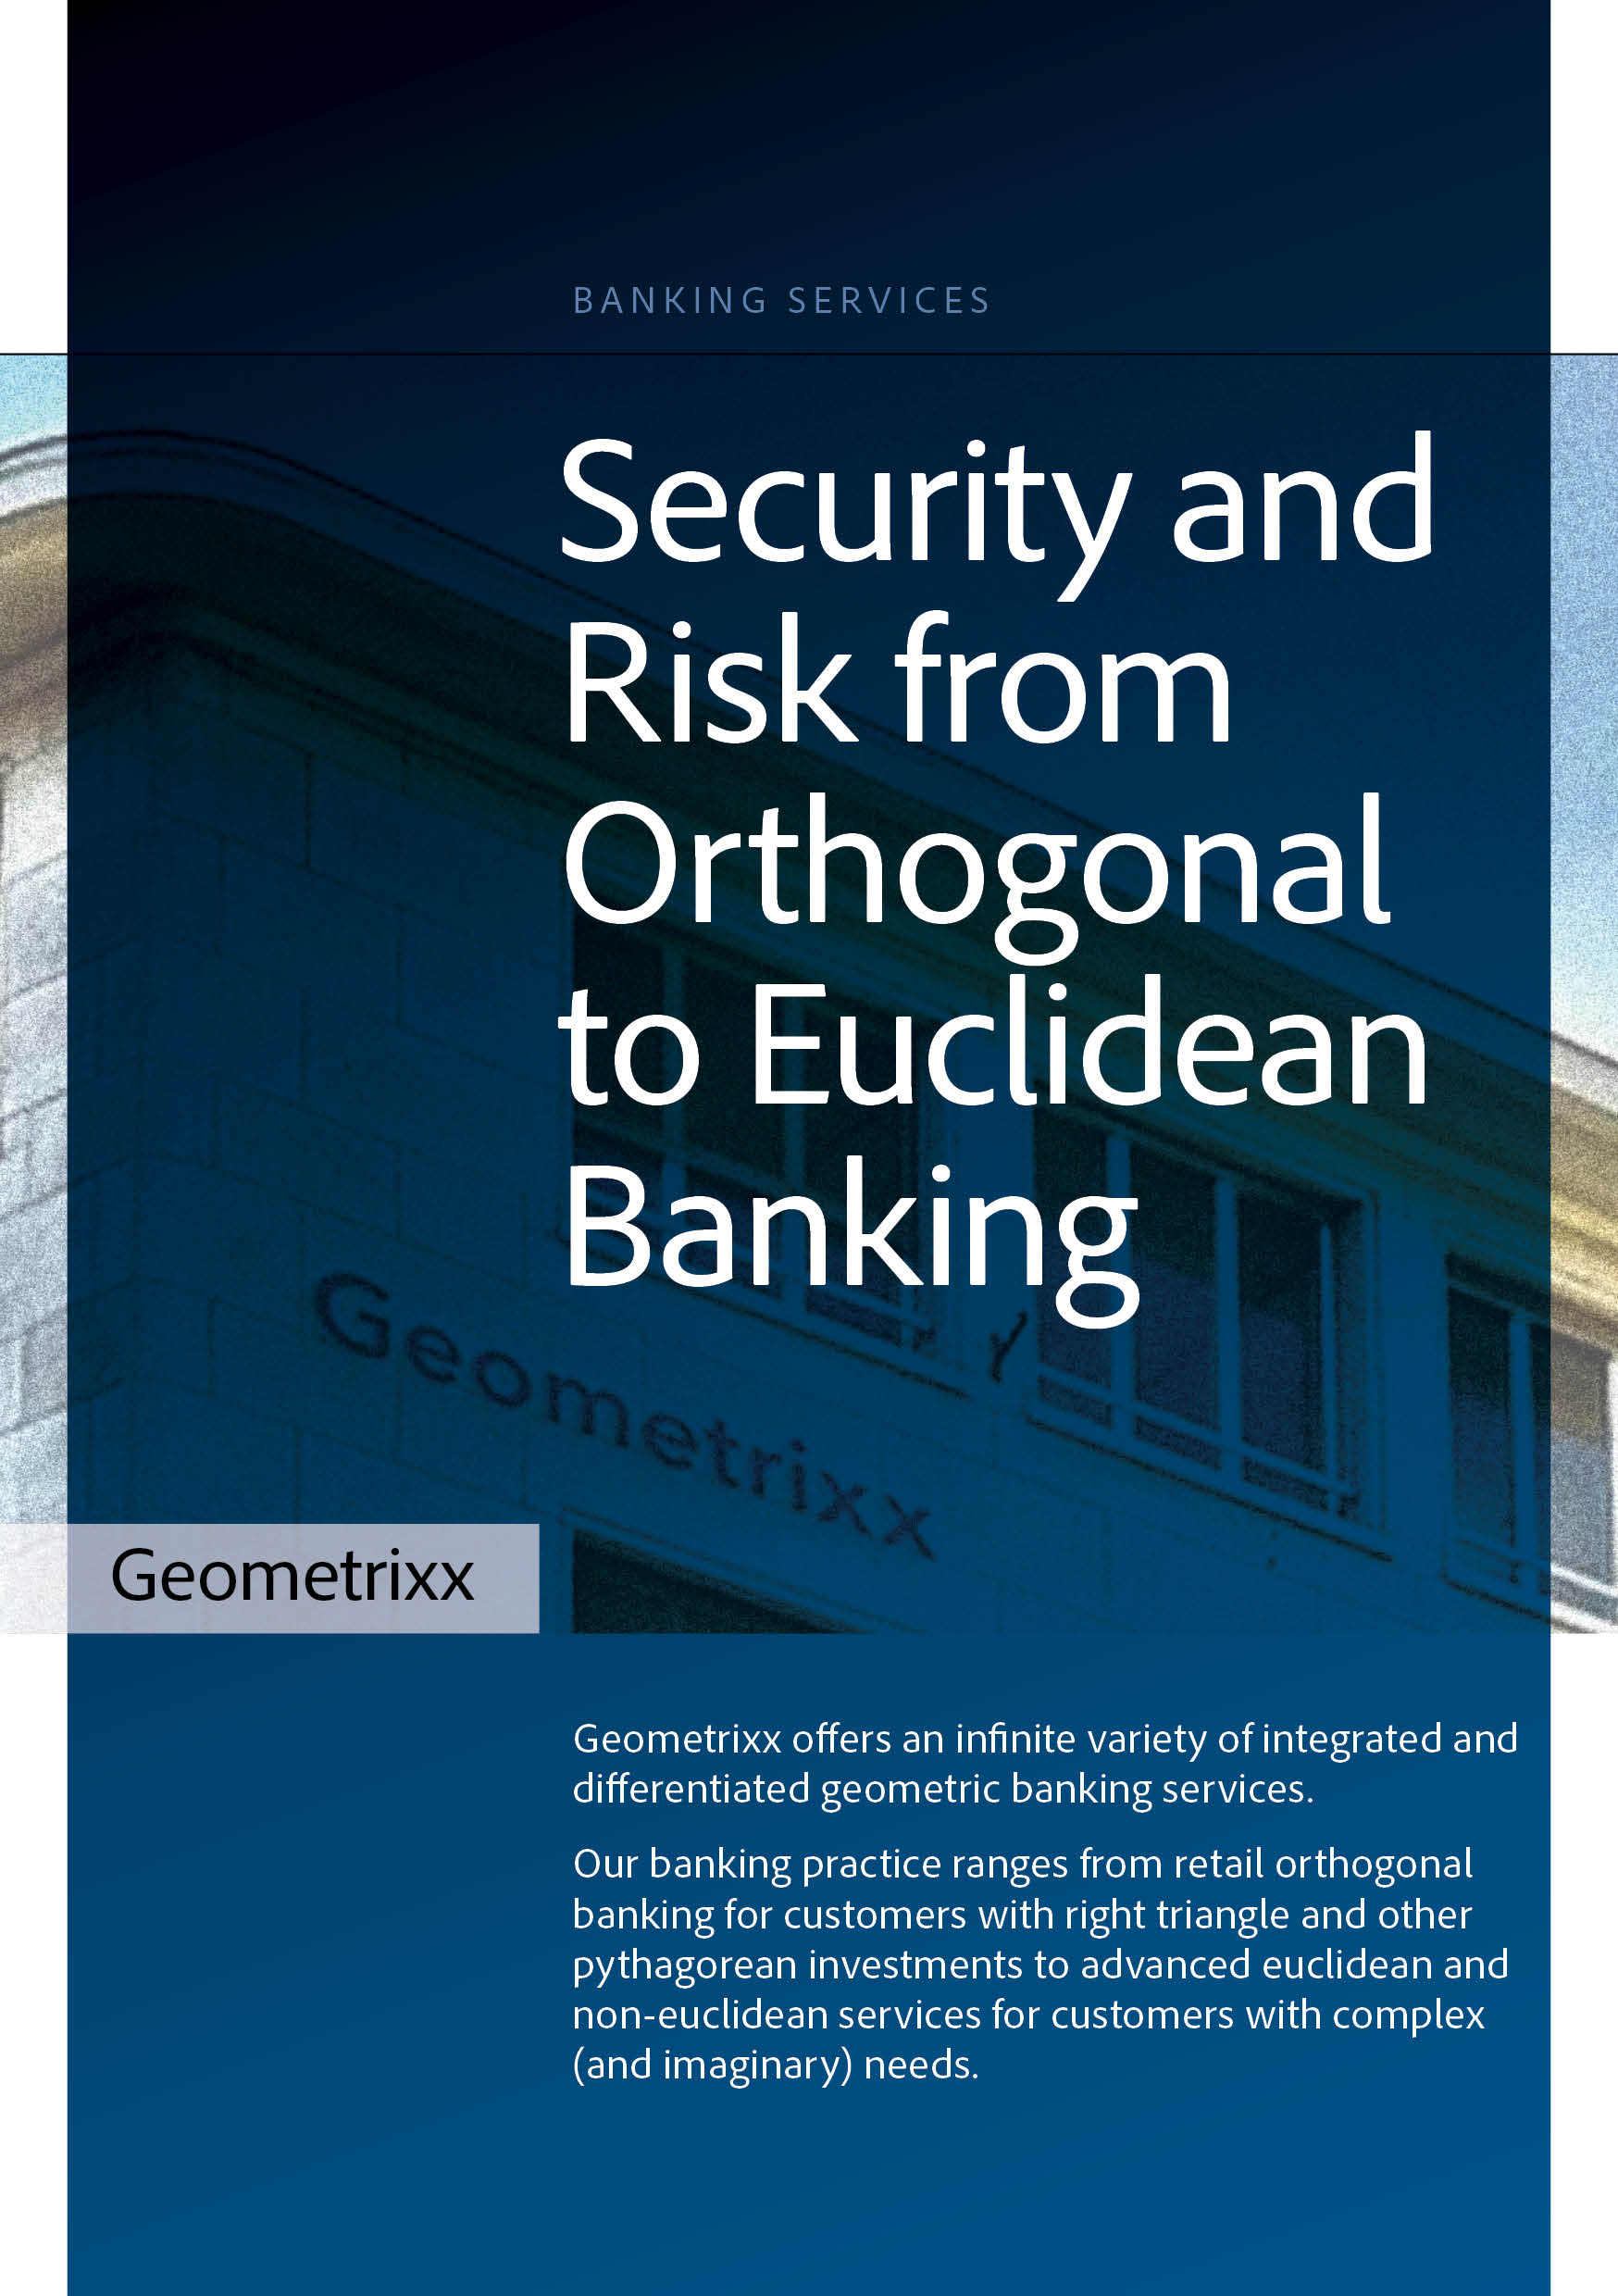 BANKING SERVICES
Security and
Risk from
Orthogonal
to Euclidean
Banking
Geometrixx
Geometrixx
Geometrixx offers an infinite variety of integrated and
differentiated geometric banking services.
Our banking practice ranges from retail orthogonal
banking for customers with right triangle and other
pythagorean investments to advanced euclidean and
non-euclidean services for customers with complex
(and imaginary) needs.